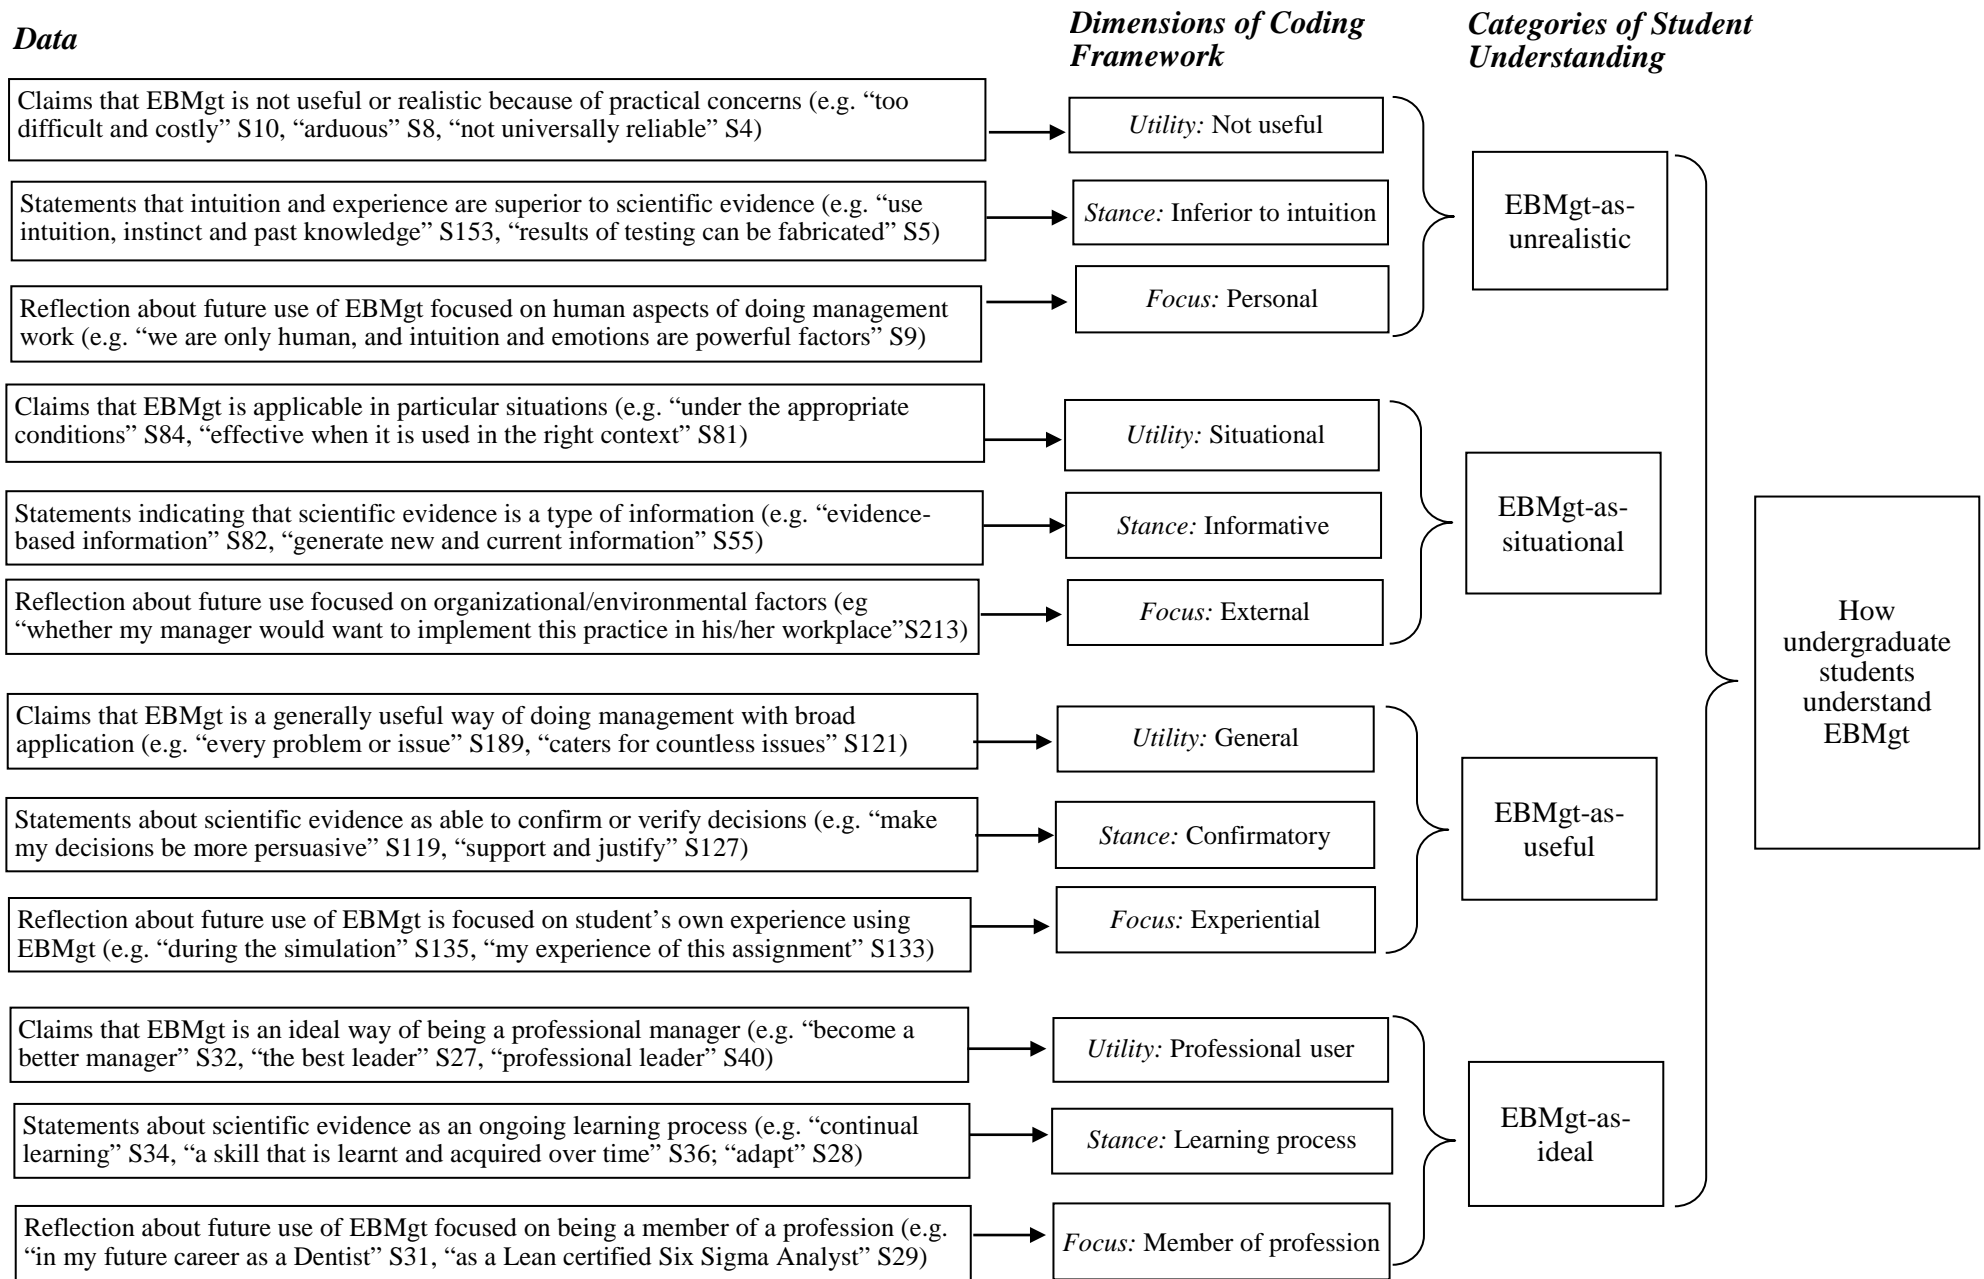 Data
Dimensions of Coding
Framework
Categories of Student
Understanding
Claims that EBMgt is not useful or realistic because of practical concerns (e.g. “too
difficult and costly” S10, “arduous” S8, “not universally reliable” S4)
Utility: Not useful
Statements that intuition and experience are superior to scientific evidence (e.g. “use
intuition, instinct and past knowledge” S153, “results of testing can be fabricated” S5)
Stance: Inferior to intuition
Reflection about future use of EBMgt focused on human aspects of doing management
work (e.g. “we are only human, and intuition and emotions are powerful factors” S9)
Focus: Personal
EBMgt-as-
unrealistic
Claims that EBMgt is applicable in particular situations (e.g. “under the appropriate
conditions” S84, “effective when it is used in the right context” S81)
Utility: Situational
Statements indicating that scientific evidence is a type of information (e.g. “evidence-
based information” S82, “generate new and current information” S55)
Stance: Informative
Reflection about future use focused on organizational/environmental factors (eg
“whether my manager would want to implement this practice in his/her workplace”S213)
Focus: External
EBMgt-as-
situational
Claims that EBMgt is a generally useful way of doing management with broad
application (e.g. “every problem or issue” S189, “caters for countless issues” S121)
Utility: General
Statements about scientific evidence as able to confirm or verify decisions (e.g. “make
my decisions be more persuasive” S119, “support and justify” S127)
Stance: Confirmatory
Reflection about future use of EBMgt is focused on student’s own experience using
EBMgt (e.g. “during the simulation” S135, “my experience of this assignment” S133)
Focus: Experiential
EBMgt-as-
useful
Claims that EBMgt is an ideal way of being a professional manager (e.g. “become a
better manager” S32, “the best leader” S27, “professional leader” S40)
Utility: Professional user
Statements about scientific evidence as an ongoing learning process (e.g. “continual
learning” S34, “a skill that is learnt and acquired over time” S36; “adapt” S28)
Stance: Learning process
Reflection about future use of EBMgt focused on being a member of a profession (e.g.
“in my future career as a Dentist” S31, “as a Lean certified Six Sigma Analyst” S29)
Focus: Member of profession
EBMgt-as-
ideal
How
undergraduate
students
understand
EBMgt